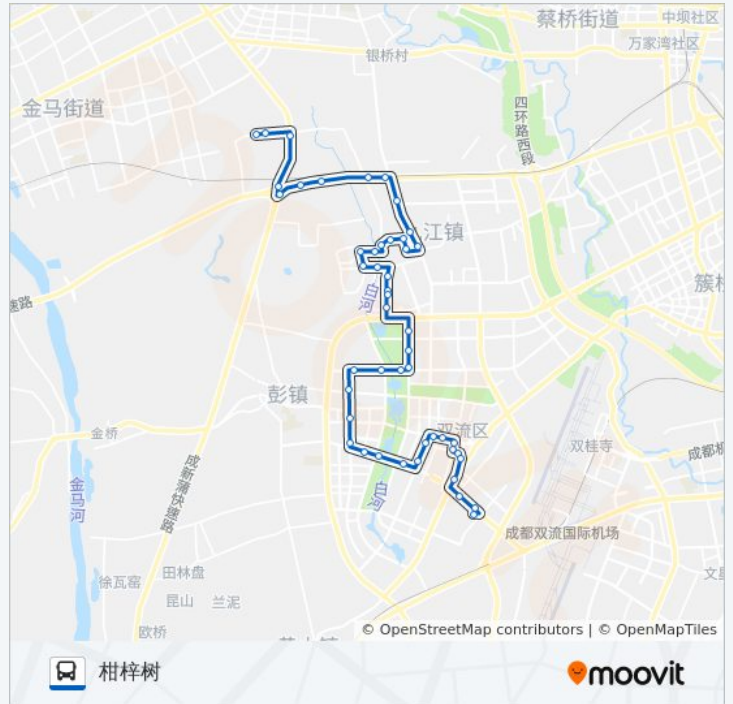 蔡桥街道
中坝社区
万家湾社区
银桥村
金马街道
四环路西段
江镇
簇
速路
白河
彭镇
双流区
金桥
双桂寺
成都机
成新蒲快速路
金马河
白河
成都双流国际机场
田林盘
徐瓦窑
昆山
兰泥
文星
欧桥
© OpenStreetMap contributors | © OpenMapTiles
柑梓树
moovit